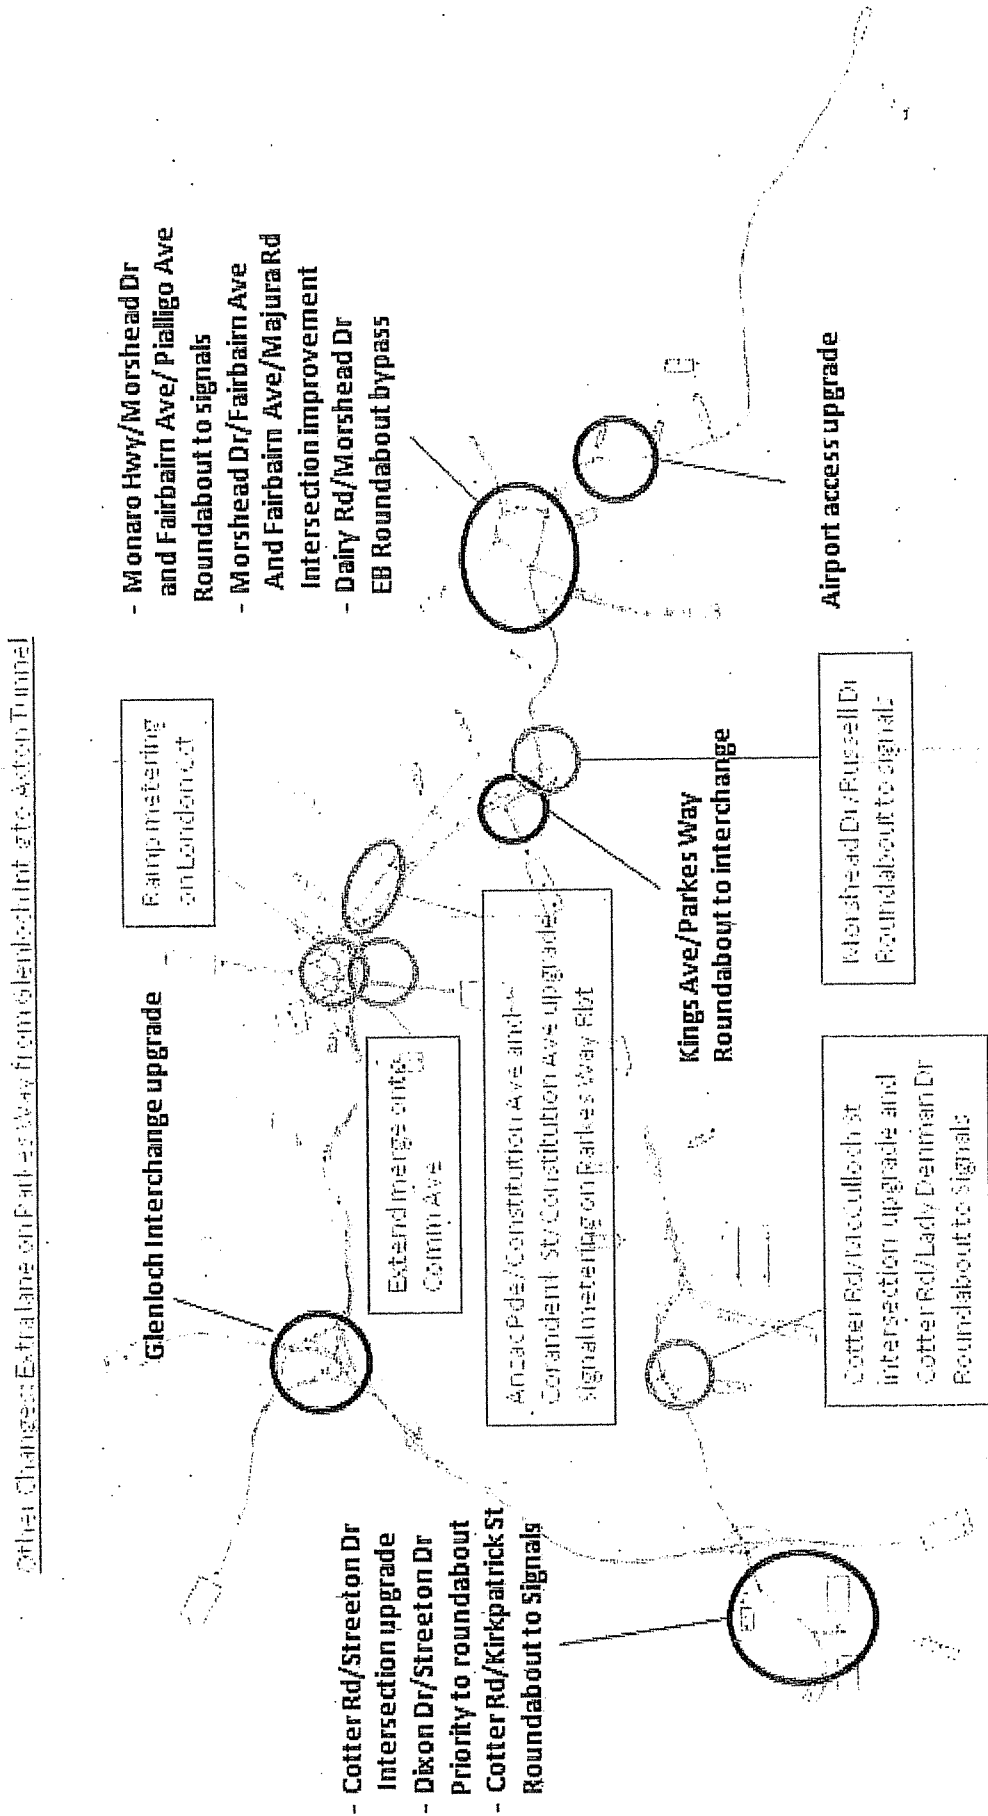 Other Changes: Extra lane on Parkes Way from Glenloch Int and to Acton Tunnel
Glenloch Interchange upgrade
Ramp metering
on London cct
- Monaro Hwy/Morshead Dr
and Fairbairn Ave/ Pialligo Ave
Roundabout to signals
- Morshead Dr/Fairbairn Ave
And Fairbairn Ave/Majura Rd
Intersection improvement
- Dairy Rd/Morshead Dr
EB Roundabout bypass
- Cotter Rd/Streeton Dr
Intersection upgrade
- Dixon Dr/Streeton Dr
Priority to roundabout
- Cotter Rd/Kirkpatrick St
Roundabout to Signals
Extend merge onto
Comm Ave
Anzac Pde/Constitution Ave and
Coranderrk St/Constitution Ave upgrade
signal metering on Parkes Way Rbt
Kings Ave/Parkes Way
Roundabout to interchange
Airport access upgrade
Cotter Rd/Mcculloch st
intersection upgrade and
Cotter Rd/Lady Denman Dr
Roundabout to Signals
Morshead Dr/Russell Dr
Roundabout to signals